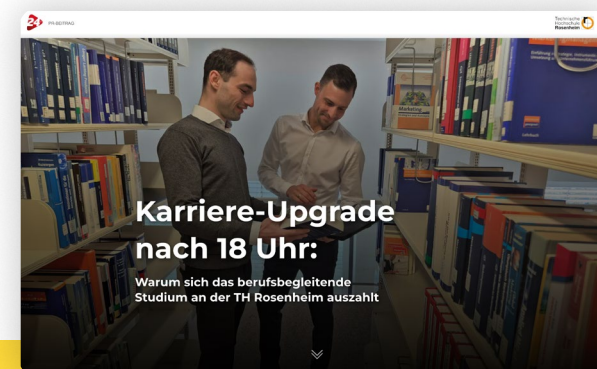 24
PR-BEITRAG
Technische
Hochschule
Rosenheim
Marketing
Karriere-Upgrade
nach 18 Uhr:
Warum sich das berufsbegleitende
Studium an der TH Rosenheim auszahlt